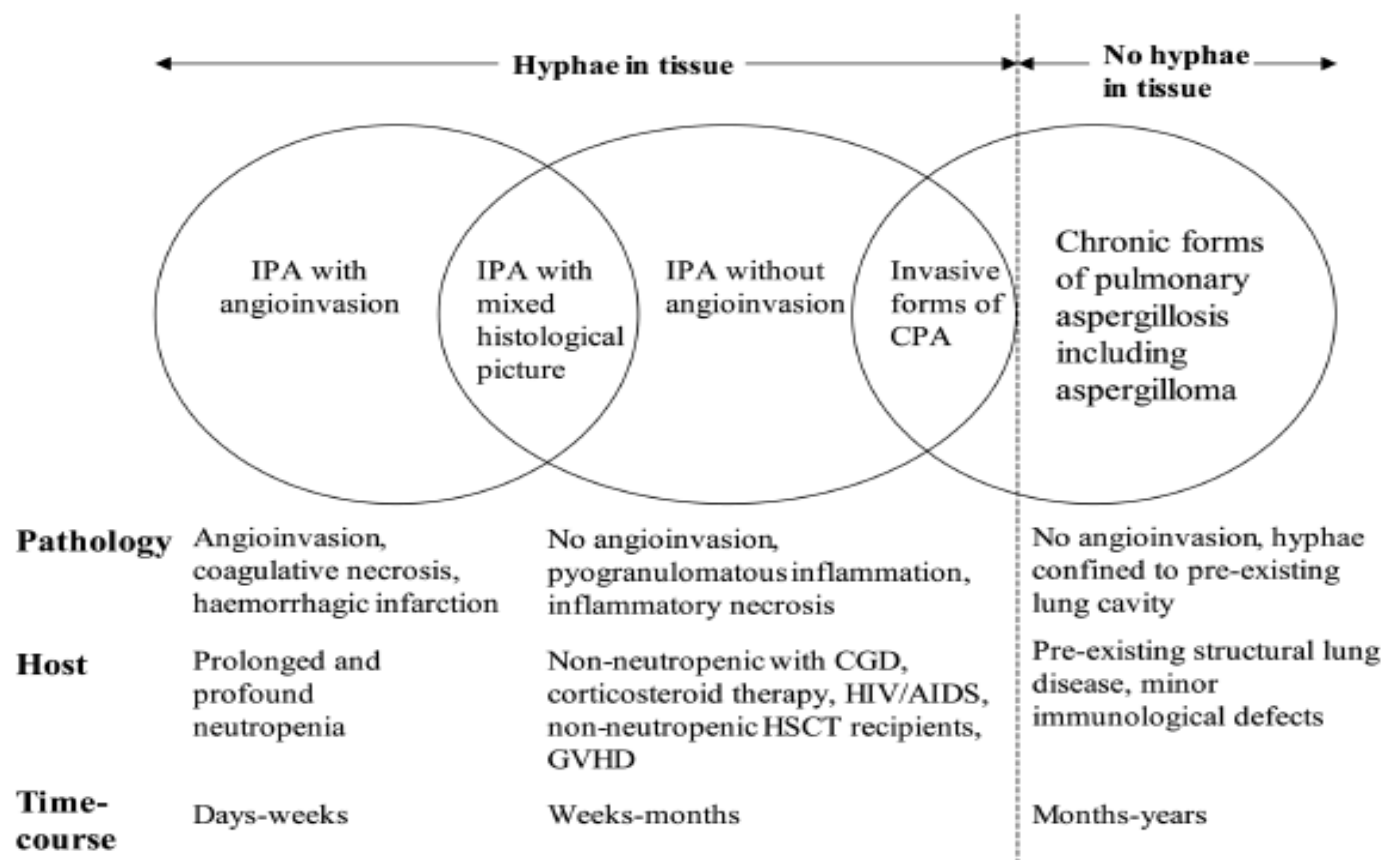 Hyphae in tissue
No hyphae
in tissue
IPA with
angioinvasion
IPA with
mixed
histological
picture
IPA without
angioinvasion
Invasive
forms of
CPA
Chronic forms
of pulmonary
aspergillosis
including
aspergilloma
Pathology
Angioinvasion,
coagulative necrosis,
haemorrhagic infarction
No angioinvasion,
pyogranulomatous inflammation,
inflammatory necrosis
No angioinvasion, hyphae
confined to pre-existing
lung cavity
Host
Prolonged and
profound
neutropenia
Non-neutropenic with CGD,
corticosteroid therapy, HIV/AIDS,
non-neutropenic HSCT recipients,
GVHD
Pre-existing structural lung
disease, minor
immunological defects
Time-
course
Days-weeks
Weeks-months
Months-years